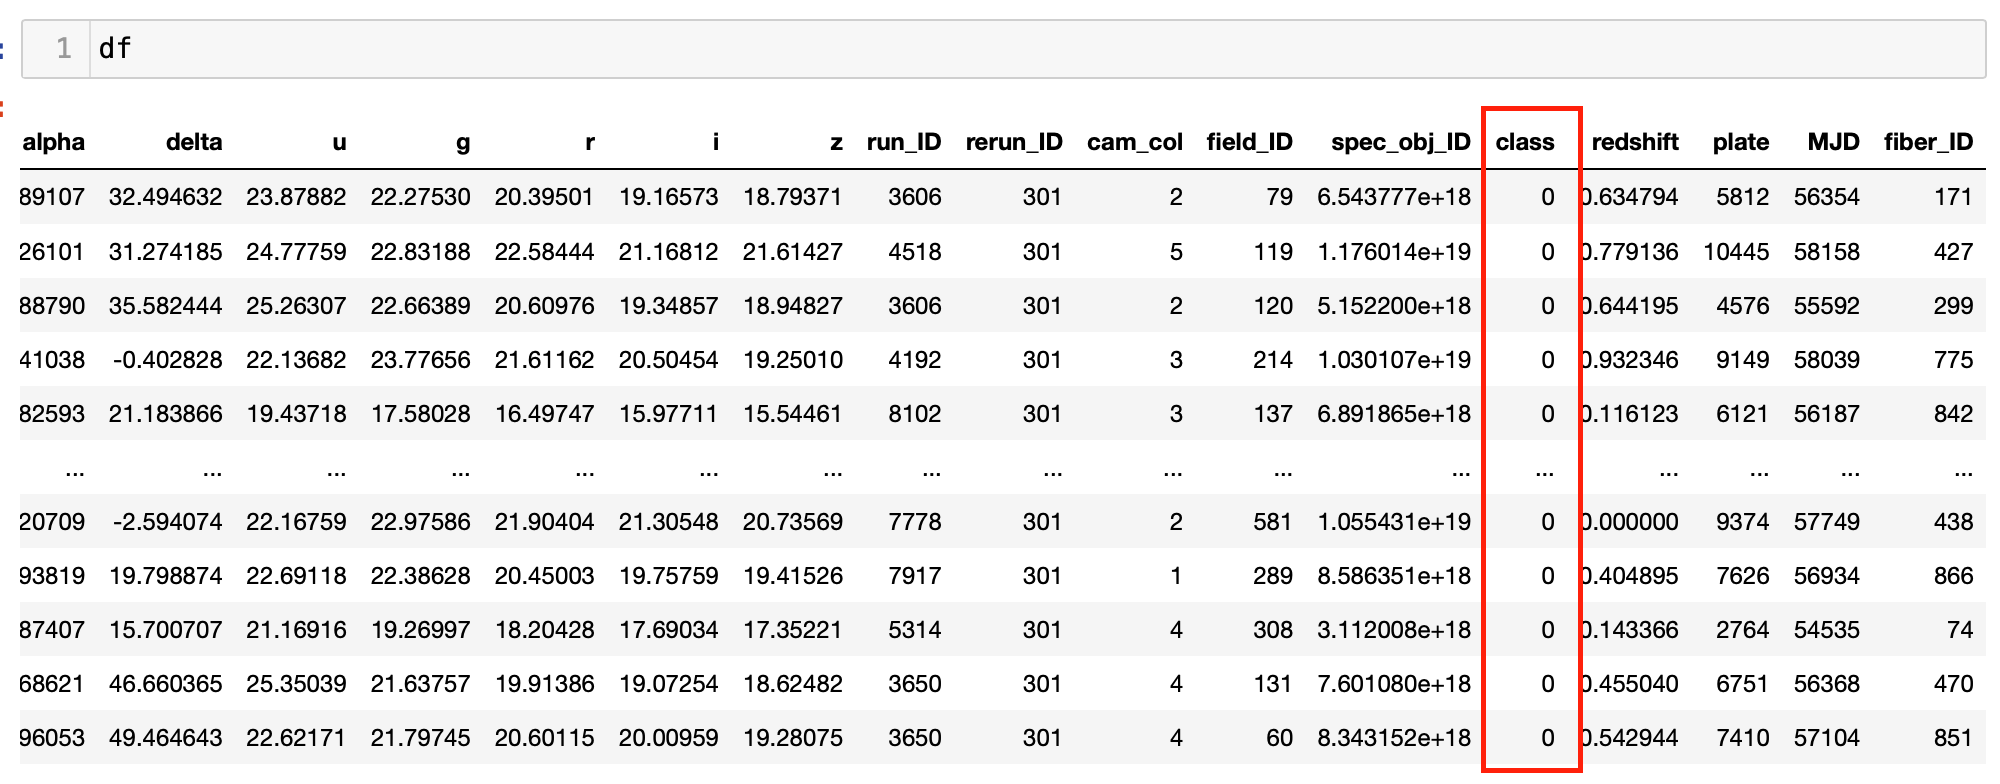 1 df
alpha delta u g r i z run_ID rerun_ID cam_col field_ID spec_obj_ID class redshift plate MJD fiber_ID
89107 32.494632 23.87882 22.27530 20.39501 19.16573 18.79371 3606 301 2 79 6.543777e+18 0 0.634794 5812 56354 171
26101 31.274185 24.77759 22.83188 22.58444 21.16812 21.61427 4518 301 5 119 1.176014e+19 0 0.779136 10445 58158 427
88790 35.582444 25.26307 22.66389 20.60976 19.34857 18.94827 3606 301 2 120 5.152200e+18 0 0.644195 4576 55592 299
41038 -0.402828 22.13682 23.77656 21.61162 20.50454 19.25010 4192 301 3 214 1.030107e+19 0 0.932346 9149 58039 775
82593 21.183866 19.43718 17.58028 16.49747 15.97711 15.54461 8102 301 3 137 6.891865e+18 0 0.116123 6121 56187 842
... ... ... ... ... ... ... ... ... ... ... ... ... ... ... ... ...
20709 -2.594074 22.16759 22.97586 21.90404 21.30548 20.73569 7778 301 2 581 1.055431e+19 0 0.000000 9374 57749 438
93819 19.798874 22.69118 22.38628 20.45003 19.75759 19.41526 7917 301 1 289 8.586351e+18 0 0.404895 7626 56934 866
87407 15.700707 21.16916 19.26997 18.20428 17.69034 17.35221 5314 301 4 308 3.112008e+18 0 0.143366 2764 54535 74
68621 46.660365 25.35039 21.63757 19.91386 19.07254 18.62482 3650 301 4 131 7.601080e+18 0 0.455040 6751 56368 470
96053 49.464643 22.62171 21.79745 20.60115 20.00959 19.28075 3650 301 4 60 8.343152e+18 0 0.542944 7410 57104 851